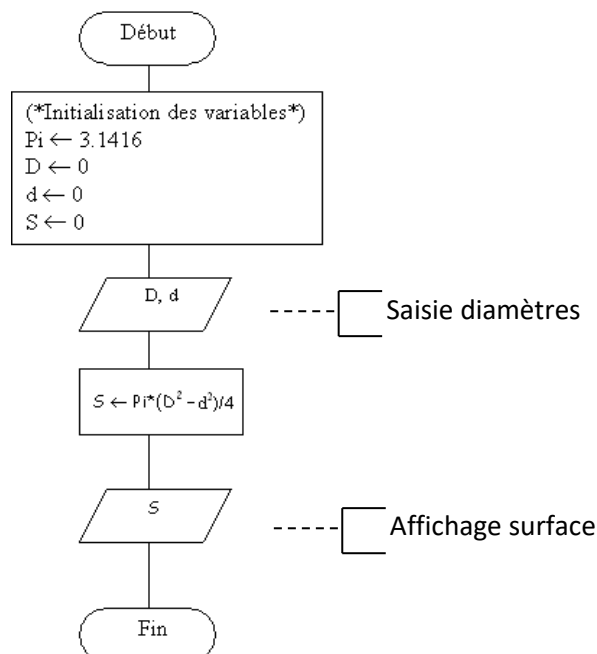 Début
(*Initialisation des variables*)
Pi ← 3.1416
D ← 0
d ← 0
S ← 0
D, d
Saisie diamètres
S ← Pi*(D² – d²)/4
S
Affichage surface
Fin